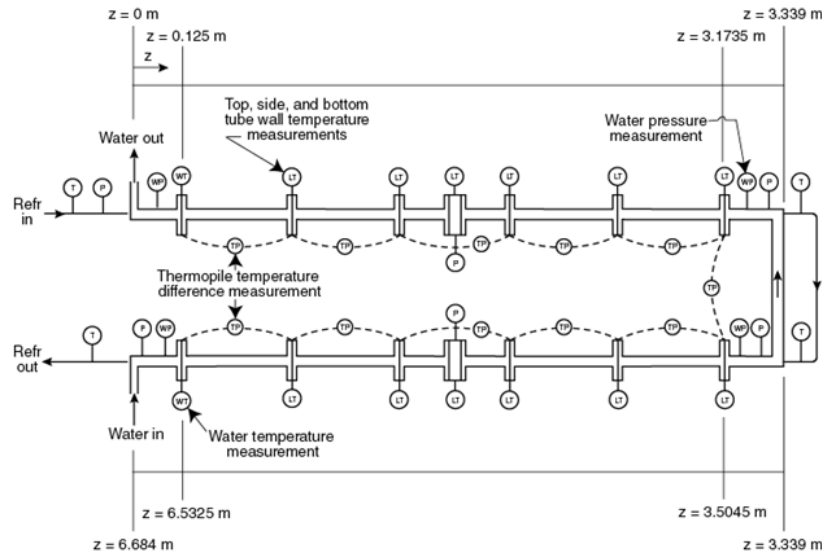 z = 0 m
z = 3.339 m
z = 0.125 m
z = 3.1735 m
z
Top, side, and bottom
tube wall temperature
measurements
Water pressure
measurement
Water out
T
P
WP
WT
LT
LT
LT
LT
LT
LT
WP
P
T
Refr
in
TP
TP
TP
TP
TP
P
Thermopile temperature
difference measurement
TP
P
T
P
WP
TP
TP
TP
TP
TP
WP
P
T
Refr
out
WT
LT
LT
LT
LT
LT
LT
Water in
Water temperature
measurement
z = 6.5325 m
z = 3.5045 m
z = 6.684 m
z = 3.339 m